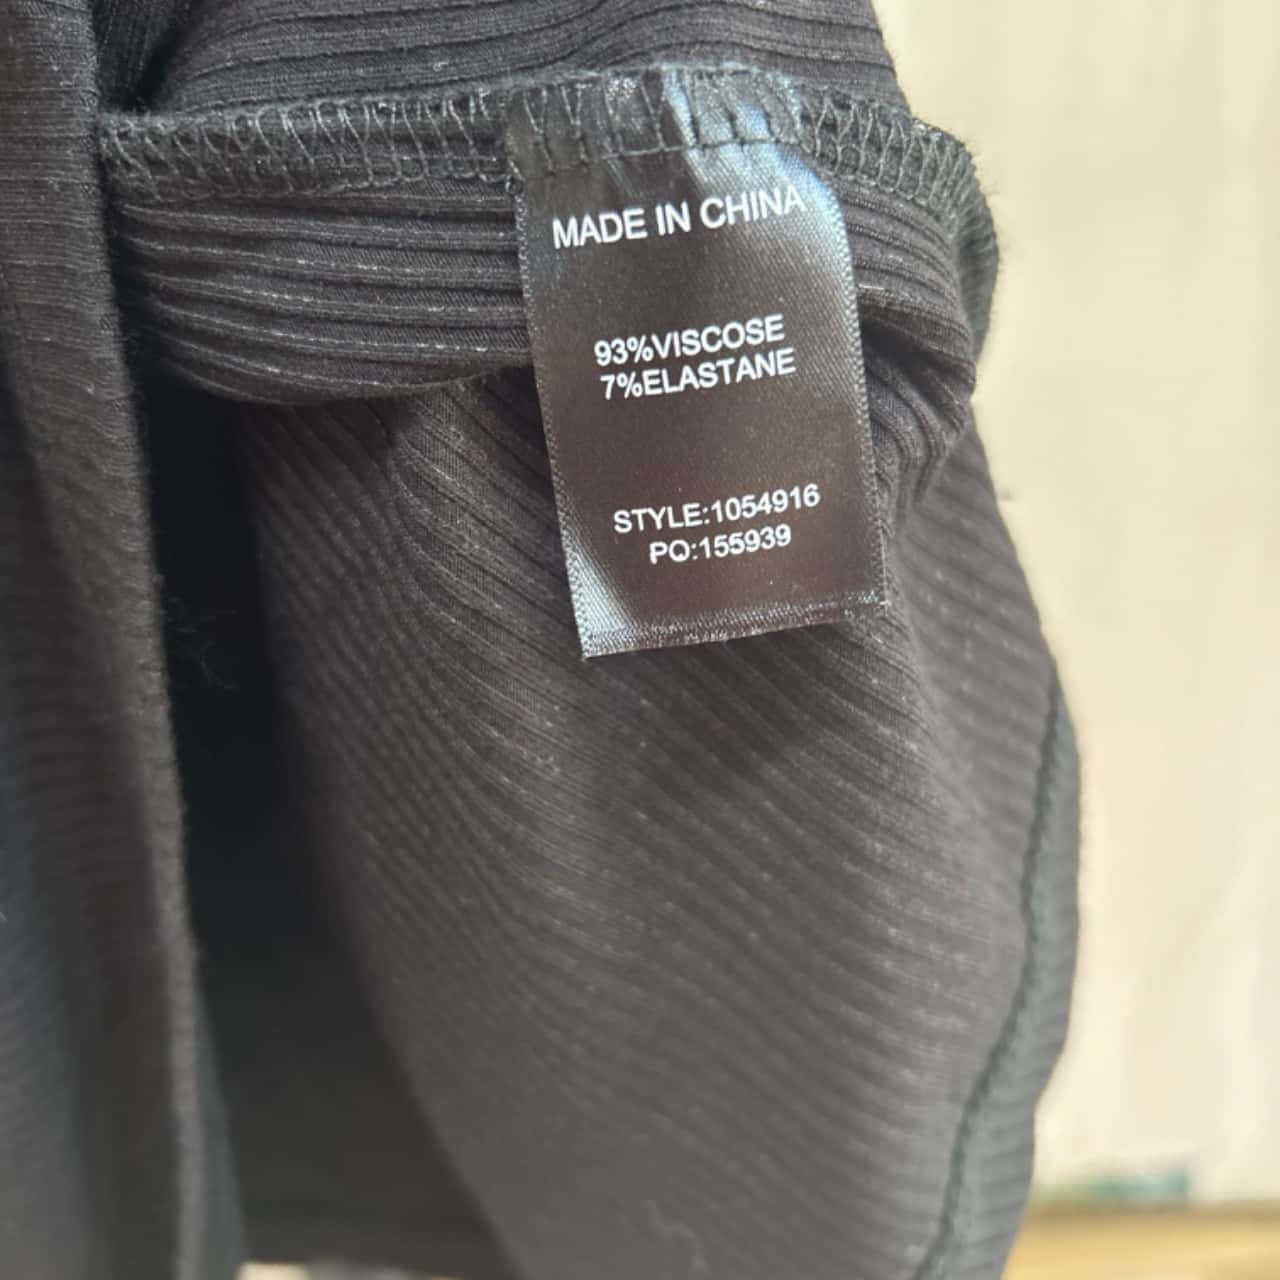 MADE IN CHINA
93%VISCOSE
7%ELASTANE
STYLE:1054916
PO:155939